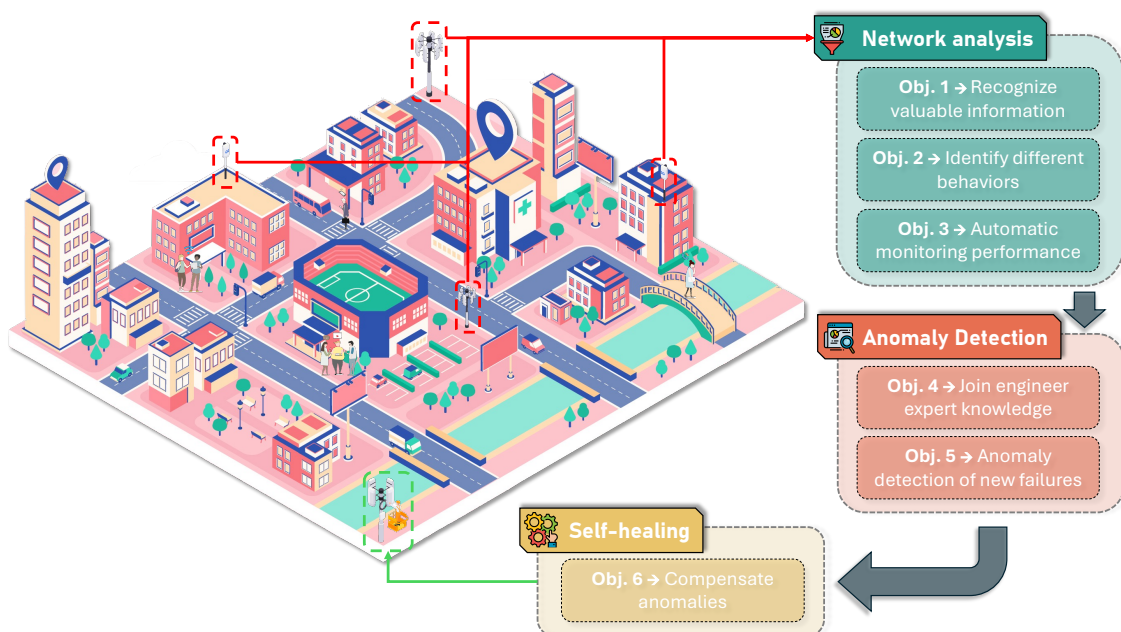 Network analysis
Obj. 1 → Recognize
valuable information
Obj. 2 → Identify different
behaviors
Obj. 3 → Automatic
monitoring performance
Anomaly Detection
Obj. 4 → Join engineer
expert knowledge
Obj. 5 → Anomaly
detection of new failures
Self-healing
Obj. 6 → Compensate
anomalies